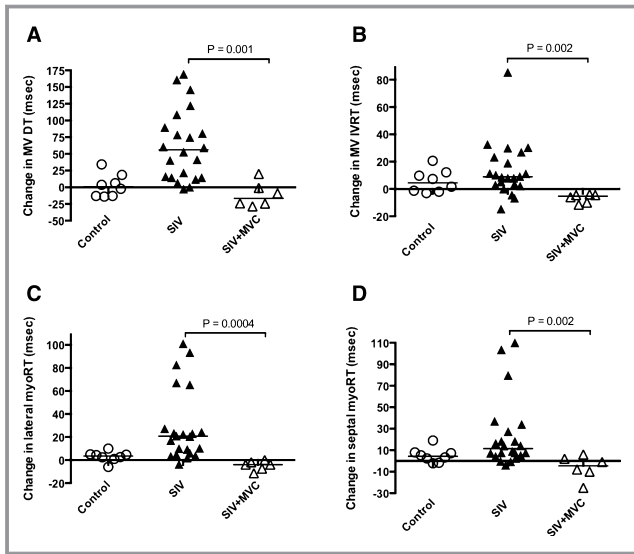 A
P = 0.001
Change in MV DT (msec)
175
150
125
100
75
50
25
0
-25
-50
Control
SIV
SIV+MVC
B
P = 0.002
Change in MV IVRT (msec)
80
60
40
20
0
-20
Control
SIV
SIV+MVC
C
P = 0.0004
Change in lateral myoRT (msec)
100
80
60
40
20
0
-20
Control
SIV
SIV+MVC
D
P = 0.002
Change in septal myoRT (msec)
110
90
70
50
30
10
-10
-30
Control
SIV
SIV+MVC